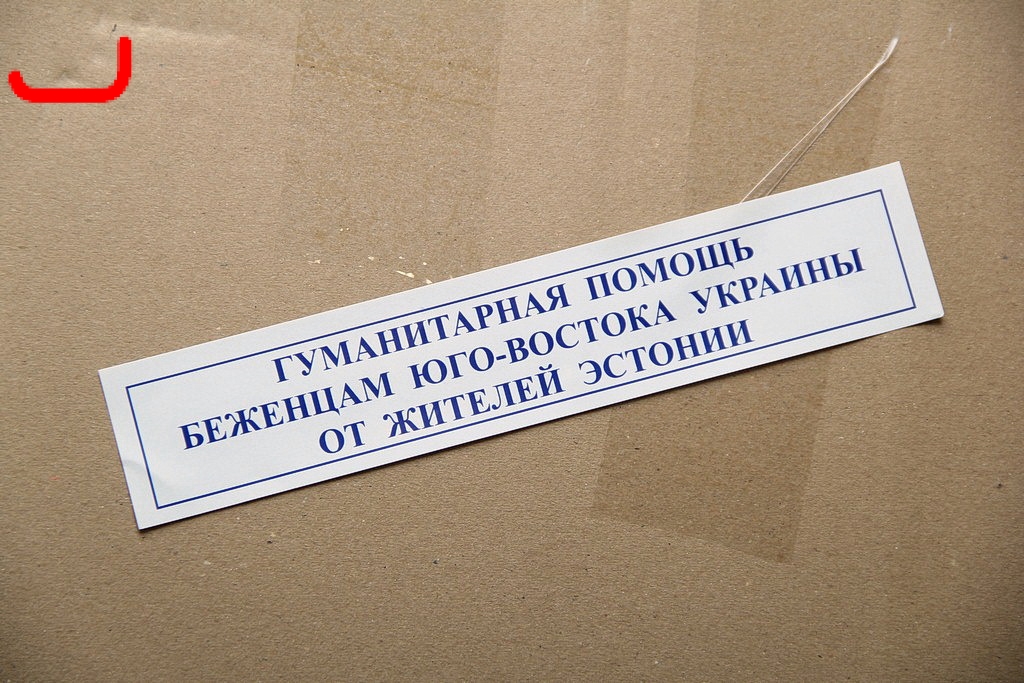 ГУМАНИТАРНАЯ ПОМОЩЬ
БЕЖЕНЦАМ ЮГО-ВОСТОКА УКРАИНЫ
ОТ ЖИТЕЛЕЙ ЭСТОНИИ